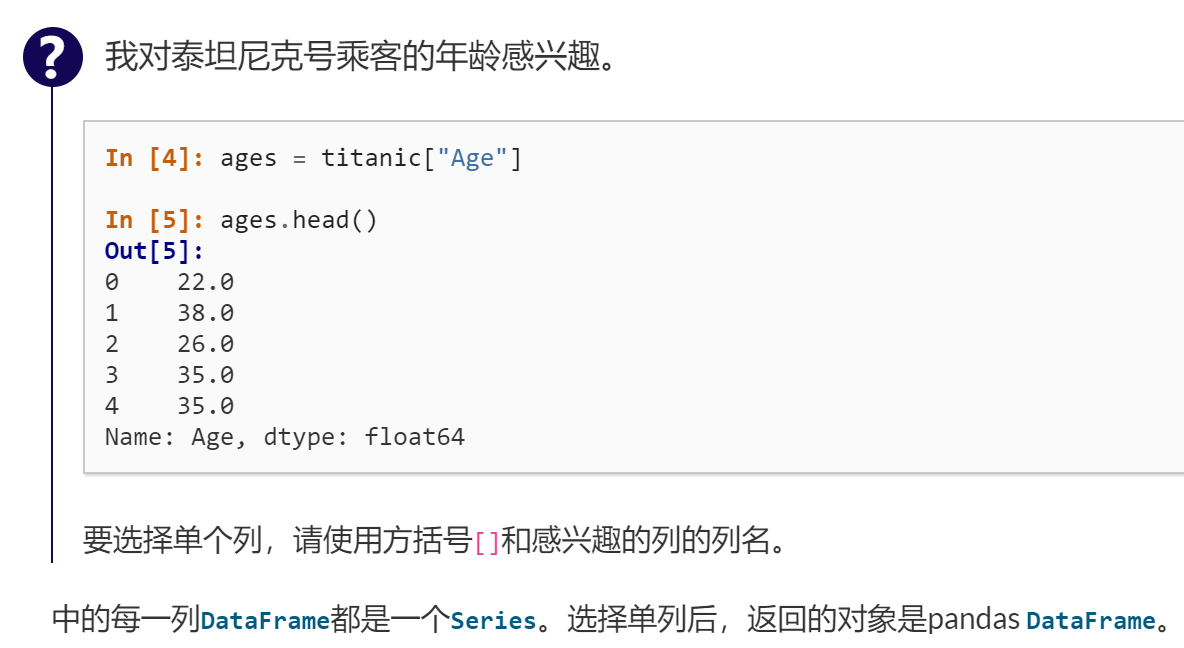 ?
我对泰坦尼克号乘客的年龄感兴趣。
In [4]: ages = titanic["Age"]
In [5]: ages.head()
Out[5]:
0    22.0
1    38.0
2    26.0
3    35.0
4    35.0
Name: Age, dtype: float64
要选择单个列，请使用方括号[]和感兴趣的列的列名。
中的每一列DataFrame都是一个Series。选择单列后，返回的对象是pandas DataFrame。